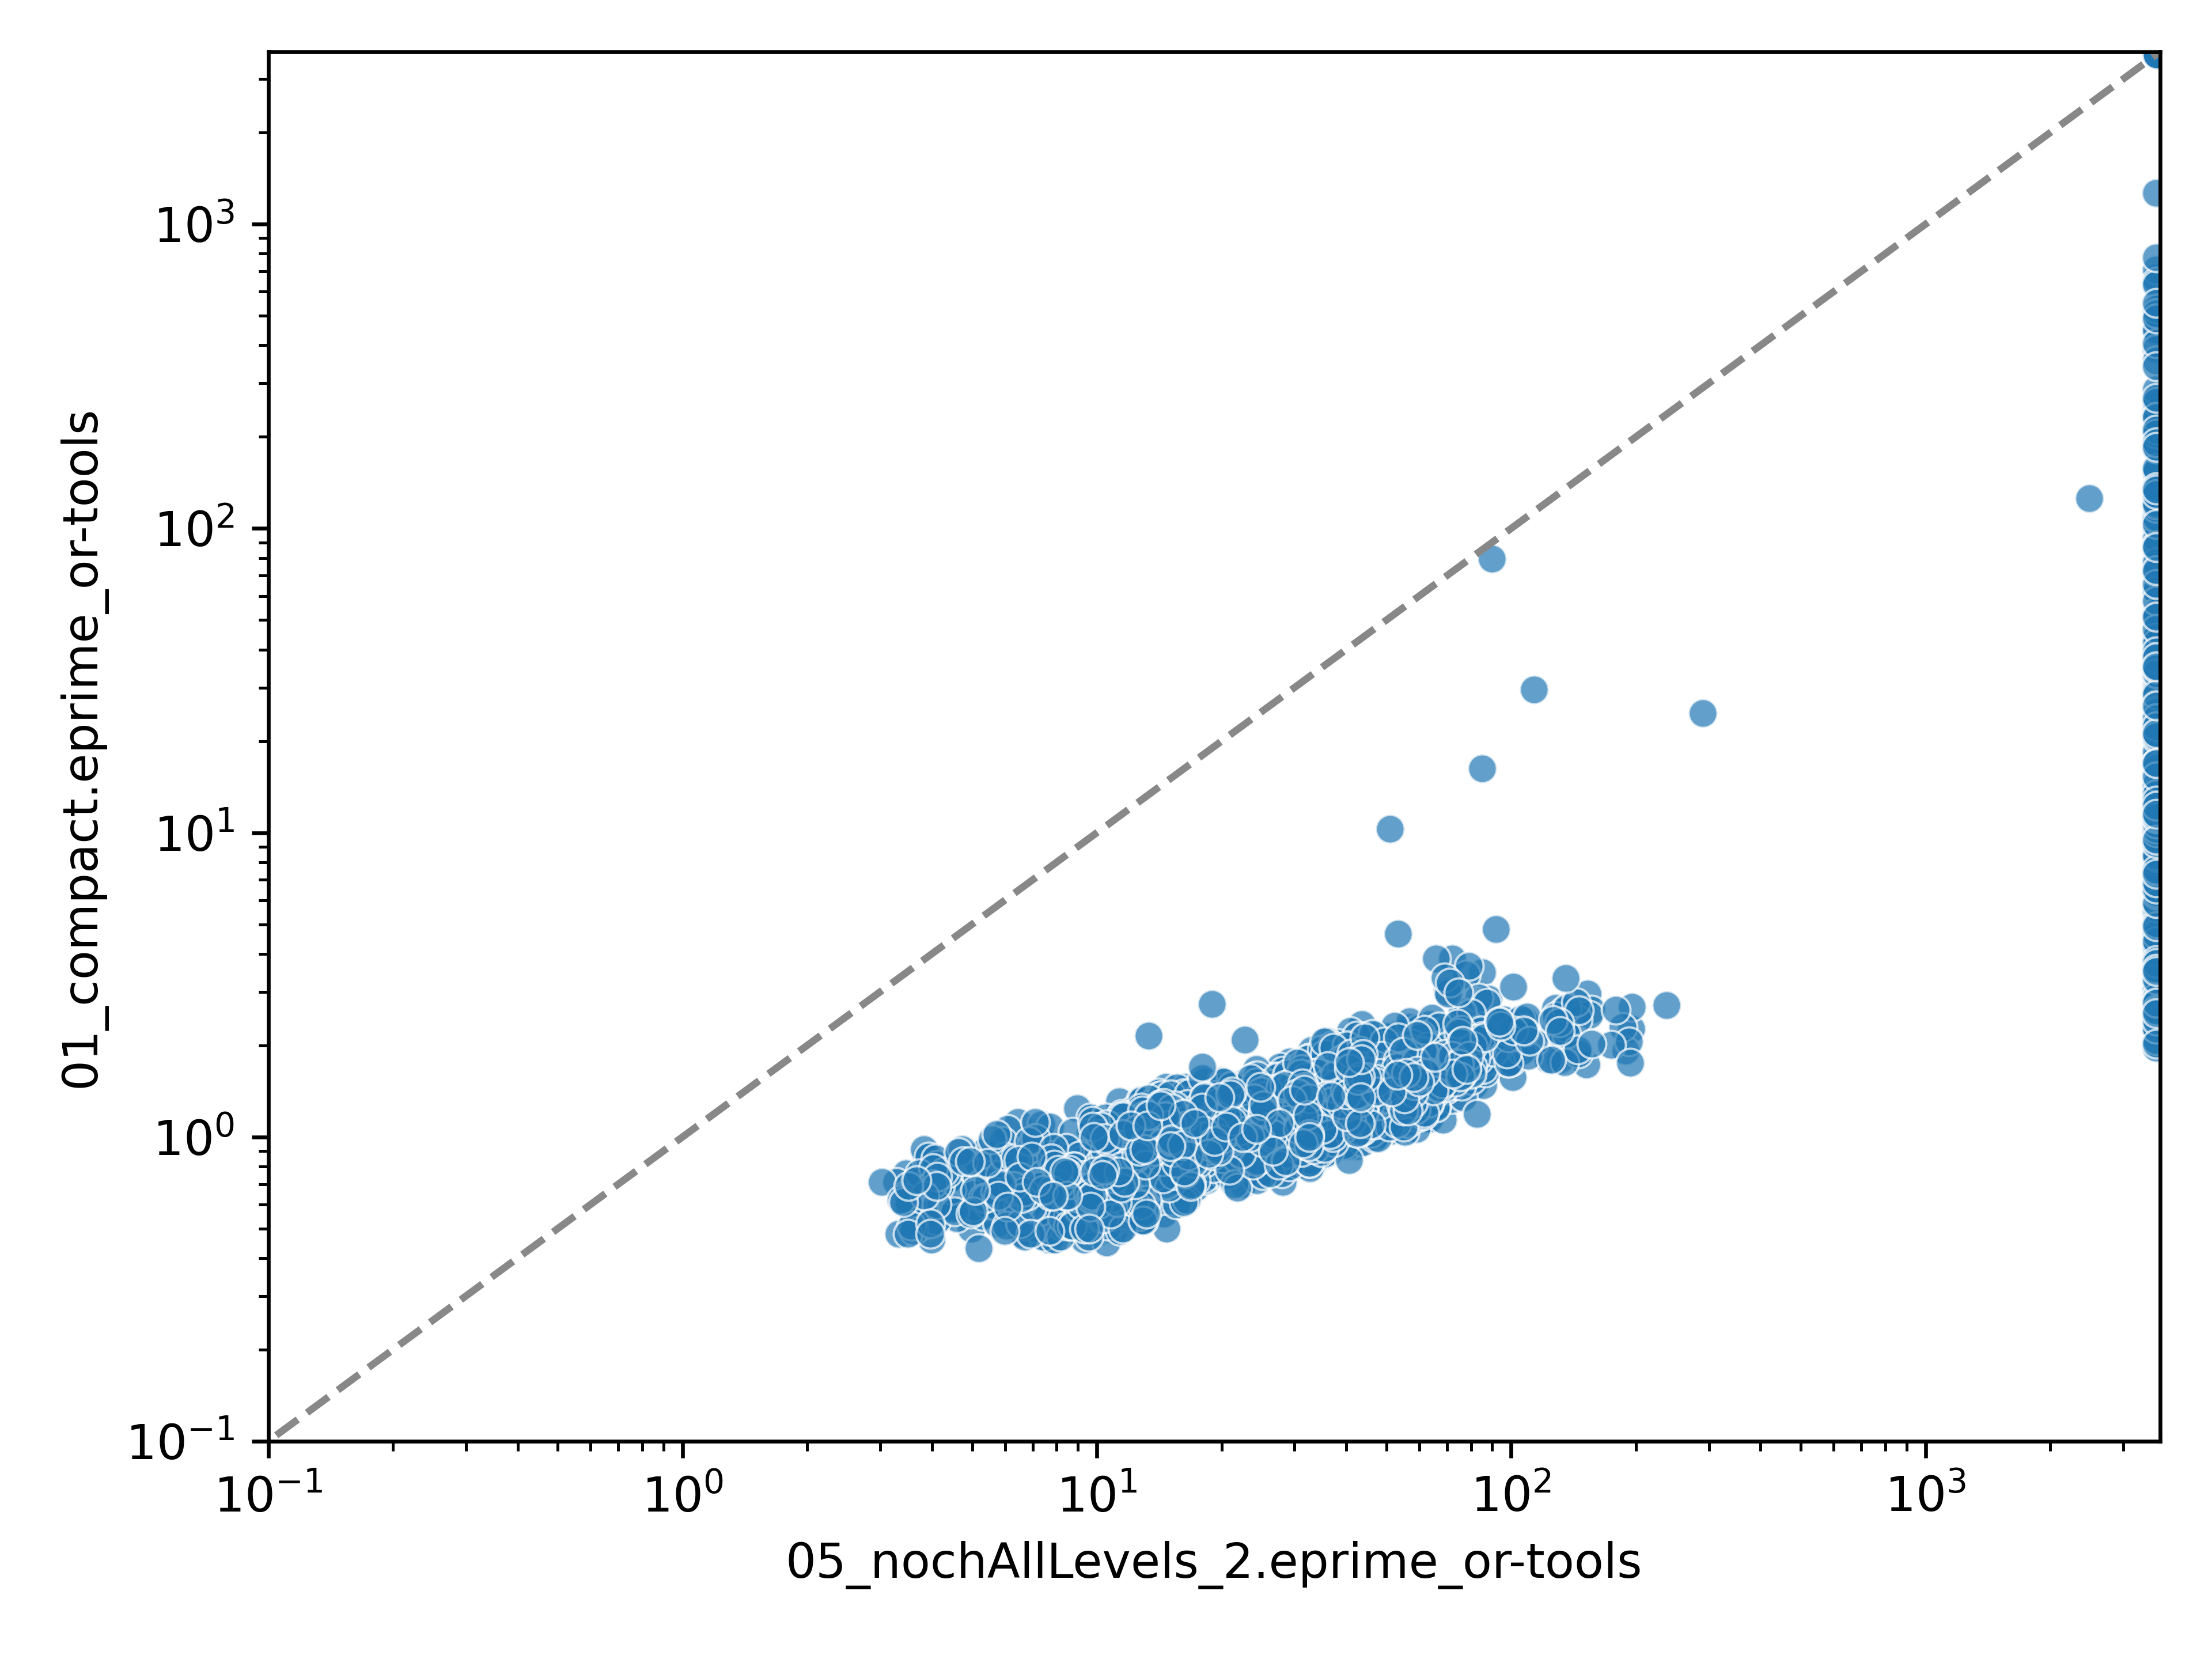 10³
10²
10¹
10⁰
10⁻¹
01_compact.eprime_or-tools
10⁻¹ 10⁰ 10¹ 10² 10³
05_nochAllLevels_2.eprime_or-tools